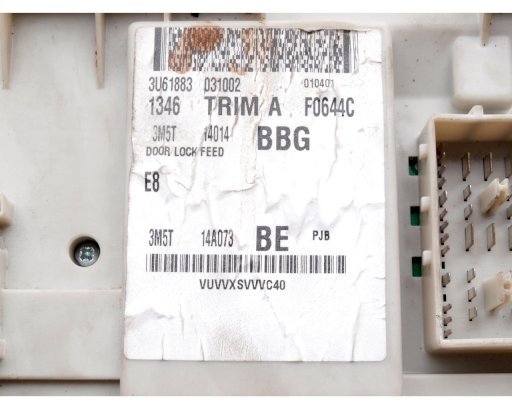 3U61883 031002 010401
1346 TRIM A F0644C
3M5T 14014 BBG
DOOR LOCK FEED
E8
3M5T 14A073 BE PJB
VUVVXSVVVC40